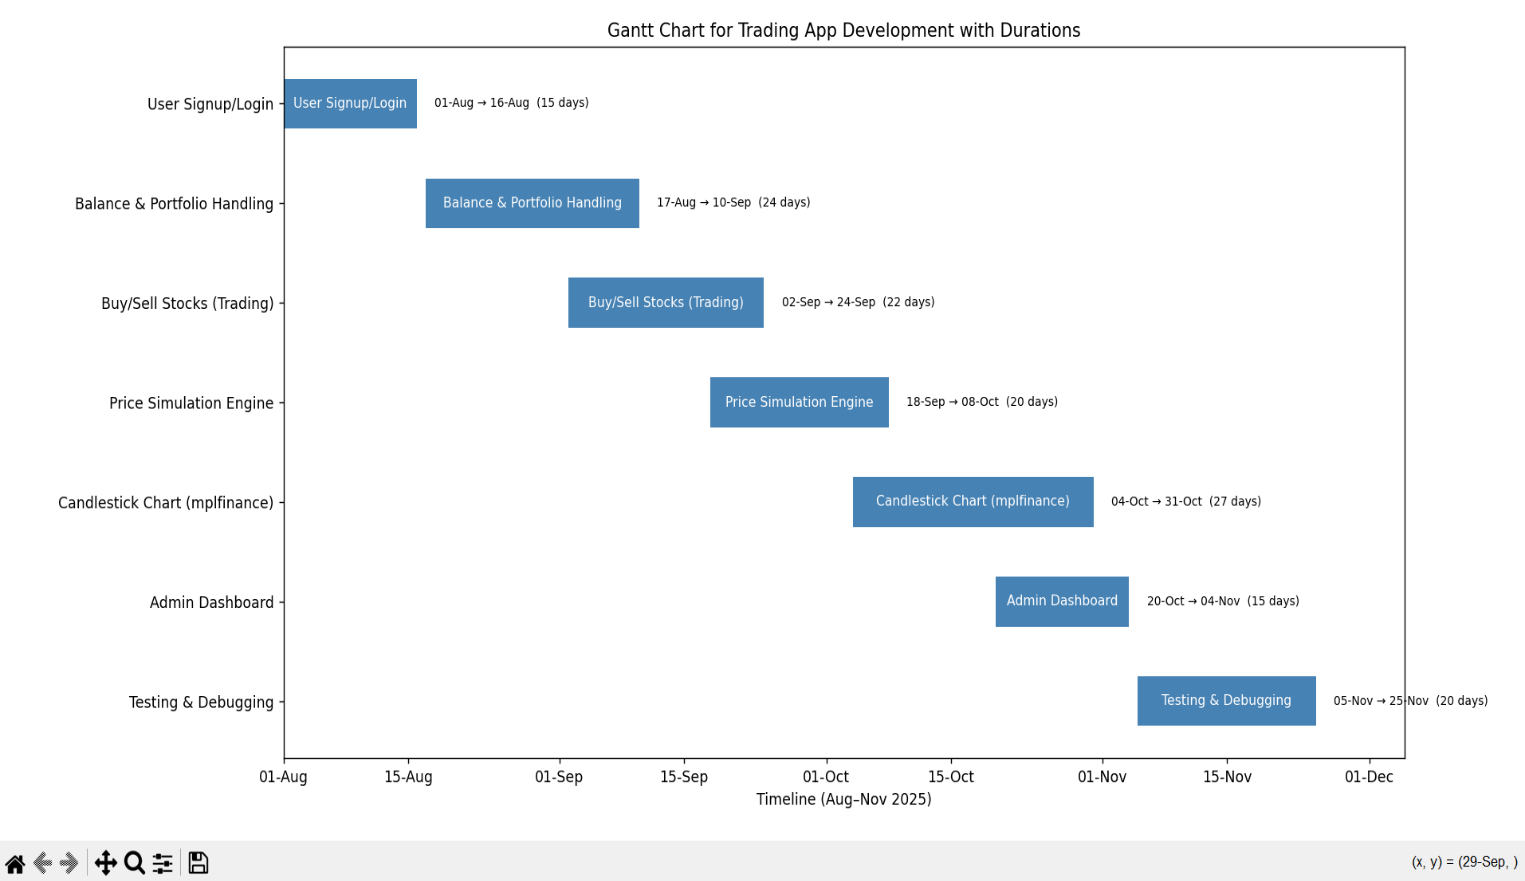 Gantt Chart for Trading App Development with Durations
User Signup/Login
User Signup/Login
01-Aug → 16-Aug (15 days)
Balance & Portfolio Handling
Balance & Portfolio Handling
17-Aug → 10-Sep (24 days)
Buy/Sell Stocks (Trading)
Buy/Sell Stocks (Trading)
02-Sep → 24-Sep (22 days)
Price Simulation Engine
Price Simulation Engine
18-Sep → 08-Oct (20 days)
Candlestick Chart (mplfinance)
Candlestick Chart (mplfinance)
04-Oct → 31-Oct (27 days)
Admin Dashboard
Admin Dashboard
20-Oct → 04-Nov (15 days)
Testing & Debugging
Testing & Debugging
05-Nov → 25-Nov (20 days)
01-Aug 15-Aug 01-Sep 15-Sep 01-Oct 15-Oct 01-Nov 15-Nov 01-Dec
Timeline (Aug–Nov 2025)
(x, y) = (29-Sep, )